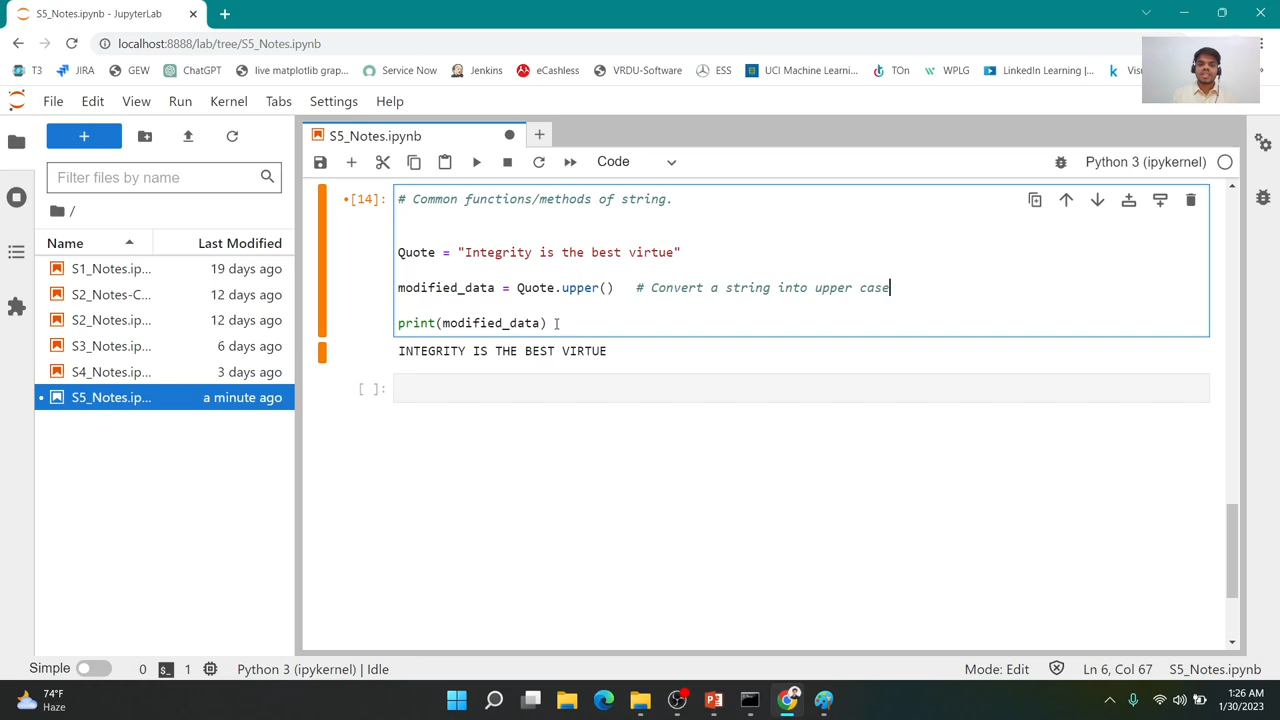 S5_Notes.ipynb - JupyterLab
localhost:8888/lab/tree/S5_Notes.ipynb
T3
JIRA
GEW
ChatGPT
live matplotlib grap...
Service Now
Jenkins
eCashless
VRDU-Software
ESS
UCI Machine Learni...
TOn
WPLG
LinkedIn Learning |...
Visu
File
Edit
View
Run
Kernel
Tabs
Settings
Help
S5_Notes.ipynb
Code
Python 3 (ipykernel)
Filter files by name
/
Name
Last Modified
S1_Notes.ip...
19 days ago
S2_Notes-C...
12 days ago
S2_Notes.ip...
12 days ago
S3_Notes.ip...
6 days ago
S4_Notes.ip...
3 days ago
S5_Notes.ip...
a minute ago
[14]:
# Common functions/methods of string.
Quote = "Integrity is the best virtue"
modified_data = Quote.upper()   # Convert a string into upper case
print(modified_data)
INTEGRITY IS THE BEST VIRTUE
[ ]:
Simple
0
1
Python 3 (ipykernel) | Idle
Mode: Edit
Ln 6, Col 67
S5_Notes.ipynb
74°F
Haze
1:26 AM
1/30/2023